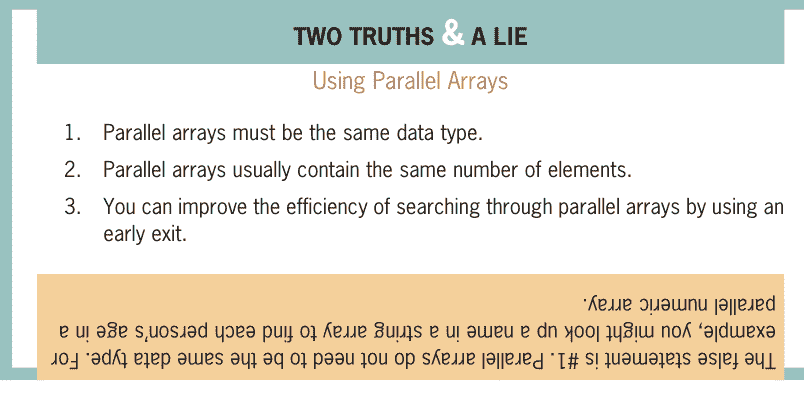 TWO TRUTHS & A LIE
Using Parallel Arrays
1. Parallel arrays must be the same data type.
2. Parallel arrays usually contain the same number of elements.
3. You can improve the efficiency of searching through parallel arrays by using an
early exit.
The false statement is #1. Parallel arrays do not need to be the same data type. For
example, you might look up a name in a string array to find each person's age in a
parallel numeric array.